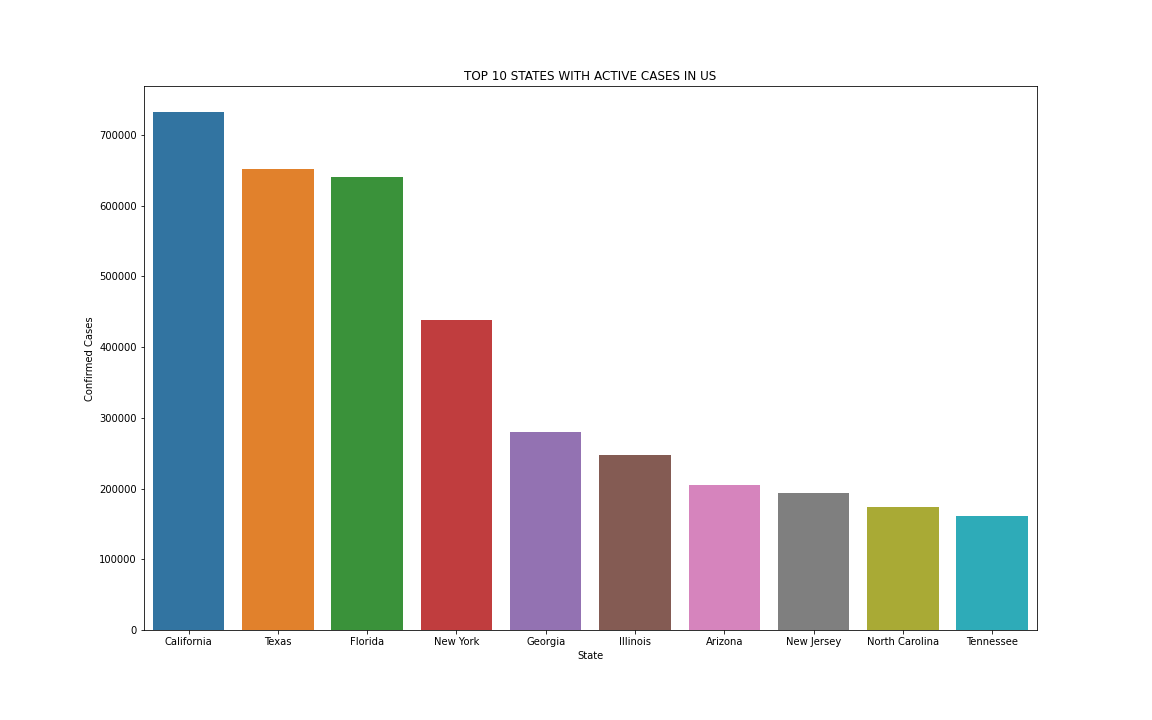 TOP 10 STATES WITH ACTIVE CASES IN US
Confirmed Cases
700000
600000
500000
400000
300000
200000
100000
0
California Texas Florida New York Georgia Illinois Arizona New Jersey North Carolina Tennessee
State